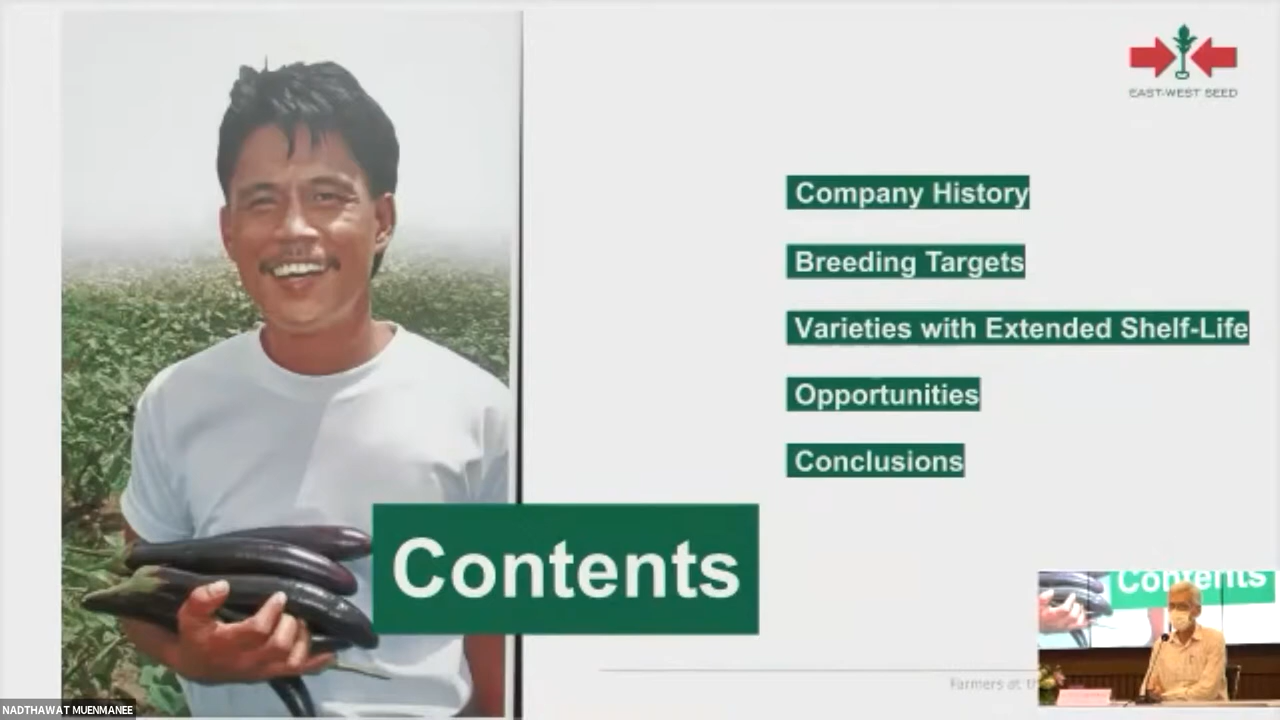 EAST-WEST SEED
Company History
Breeding Targets
Varieties with Extended Shelf-Life
Opportunities
Conclusions
Contents
Contents
Farmers at
NADTHAWAT MUENMANEE